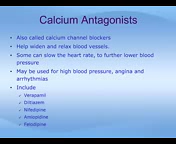 Calcium Antagonists
Also called calcium channel blockers
Help widen and relax blood vessels.
Some can slow the heart rate, to further lower blood
pressure
May be used for high blood pressure, angina and
arrhythmias
Include
Verapamil
Diltiazem
Nifedipine
Amlodipine
Felodipine